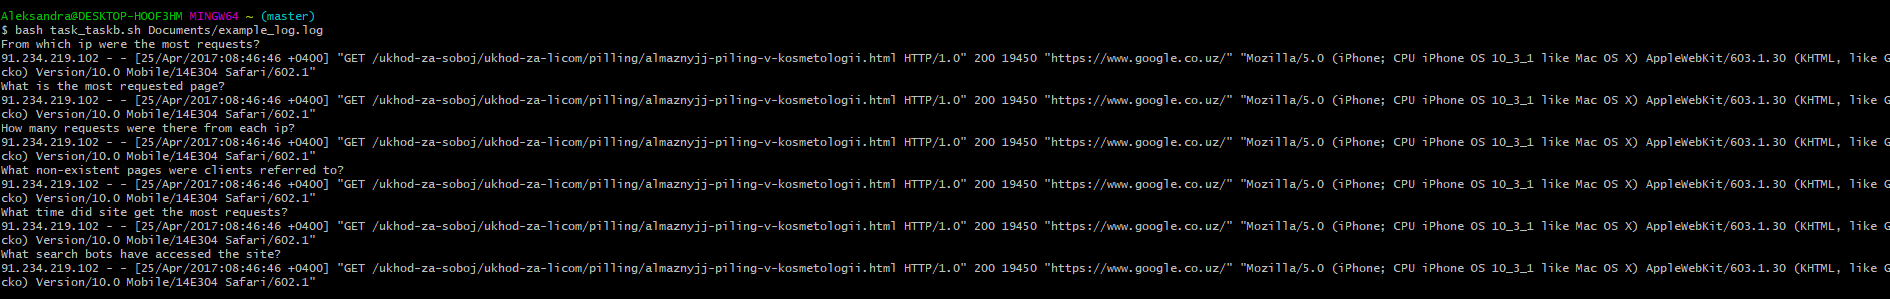 Aleksandra@DESKTOP-HOOF3HM MINGW64 ~ (master)
$ bash task_taskb.sh Documents/example_log.log
From which ip were the most requests?
91.234.219.102 - - [25/Apr/2017:08:46:46 +0400] "GET /ukhod-za-soboj/ukhod-za-licom/pilling/almaznyjj-piling-v-kosmetologii.html HTTP/1.0" 200 19450 "https://www.google.co.uz/" "Mozilla/5.0 (iPhone; CPU iPhone OS 10_3_1 like Mac OS X) AppleWebKit/603.1.30 (KHTML, like G
cko) Version/10.0 Mobile/14E304 Safari/602.1"
What is the most requested page?
91.234.219.102 - - [25/Apr/2017:08:46:46 +0400] "GET /ukhod-za-soboj/ukhod-za-licom/pilling/almaznyjj-piling-v-kosmetologii.html HTTP/1.0" 200 19450 "https://www.google.co.uz/" "Mozilla/5.0 (iPhone; CPU iPhone OS 10_3_1 like Mac OS X) AppleWebKit/603.1.30 (KHTML, like G
cko) Version/10.0 Mobile/14E304 Safari/602.1"
How many requests were there from each ip?
91.234.219.102 - - [25/Apr/2017:08:46:46 +0400] "GET /ukhod-za-soboj/ukhod-za-licom/pilling/almaznyjj-piling-v-kosmetologii.html HTTP/1.0" 200 19450 "https://www.google.co.uz/" "Mozilla/5.0 (iPhone; CPU iPhone OS 10_3_1 like Mac OS X) AppleWebKit/603.1.30 (KHTML, like G
cko) Version/10.0 Mobile/14E304 Safari/602.1"
What non-existent pages were clients referred to?
91.234.219.102 - - [25/Apr/2017:08:46:46 +0400] "GET /ukhod-za-soboj/ukhod-za-licom/pilling/almaznyjj-piling-v-kosmetologii.html HTTP/1.0" 200 19450 "https://www.google.co.uz/" "Mozilla/5.0 (iPhone; CPU iPhone OS 10_3_1 like Mac OS X) AppleWebKit/603.1.30 (KHTML, like G
cko) Version/10.0 Mobile/14E304 Safari/602.1"
What time did site get the most requests?
91.234.219.102 - - [25/Apr/2017:08:46:46 +0400] "GET /ukhod-za-soboj/ukhod-za-licom/pilling/almaznyjj-piling-v-kosmetologii.html HTTP/1.0" 200 19450 "https://www.google.co.uz/" "Mozilla/5.0 (iPhone; CPU iPhone OS 10_3_1 like Mac OS X) AppleWebKit/603.1.30 (KHTML, like G
cko) Version/10.0 Mobile/14E304 Safari/602.1"
What search bots have accessed the site?
91.234.219.102 - - [25/Apr/2017:08:46:46 +0400] "GET /ukhod-za-soboj/ukhod-za-licom/pilling/almaznyjj-piling-v-kosmetologii.html HTTP/1.0" 200 19450 "https://www.google.co.uz/" "Mozilla/5.0 (iPhone; CPU iPhone OS 10_3_1 like Mac OS X) AppleWebKit/603.1.30 (KHTML, like G
cko) Version/10.0 Mobile/14E304 Safari/602.1"